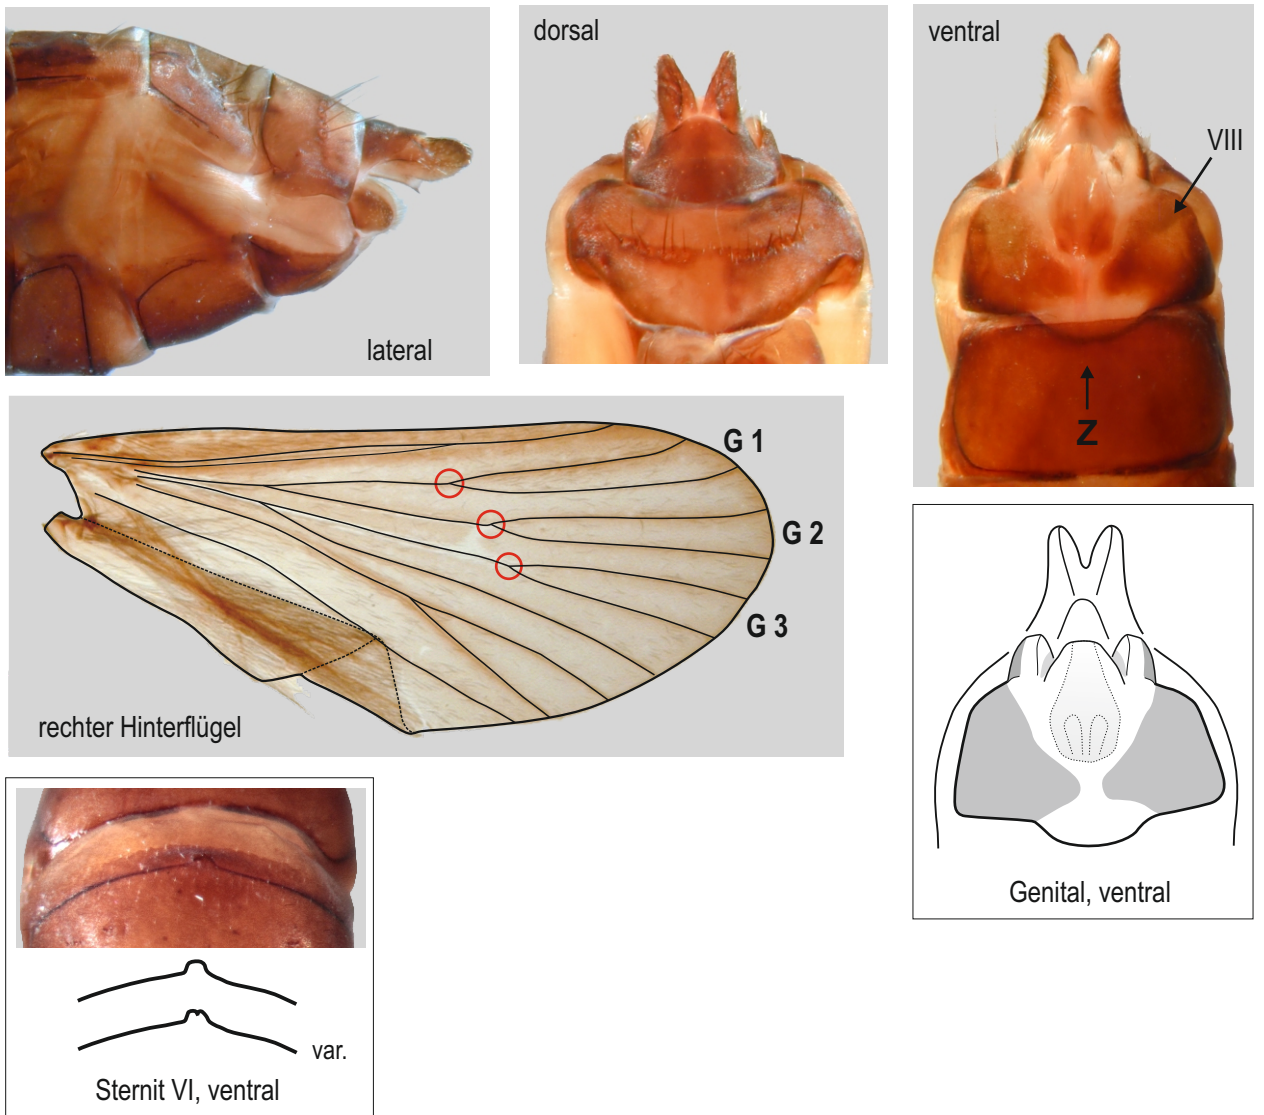 lateral
dorsal
ventral
VIII
Z
G 1
G 2
G 3
rechter Hinterflügel
Genital, ventral
var.
Sternit VI, ventral